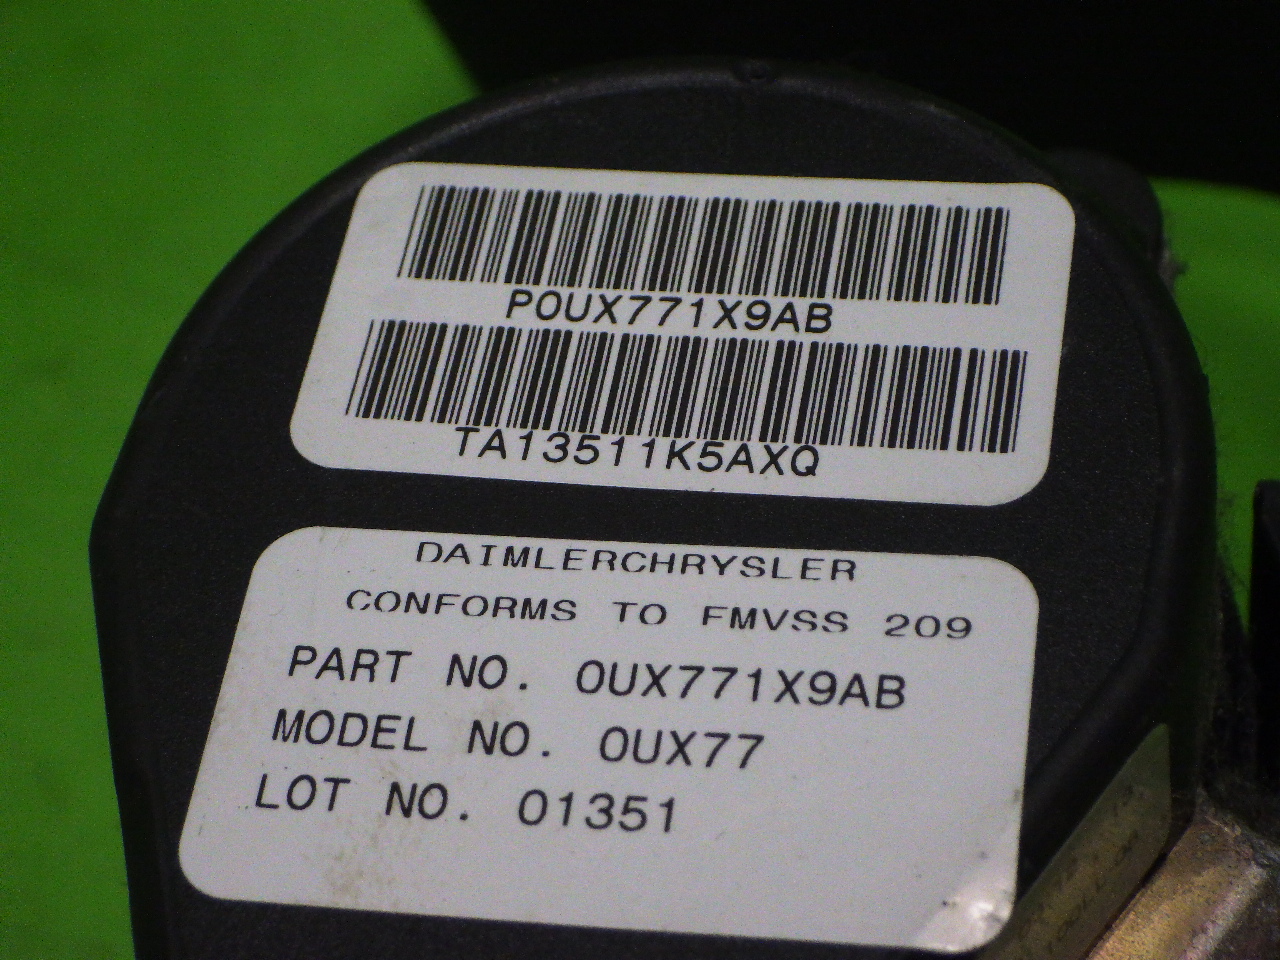 P0UX771X9AB
TA13511K5AXQ
DAIMLERCHRYSLER
CONFORMS TO FMVSS 209
PART NO. 0UX771X9AB
MODEL NO. 0UX77
LOT NO. 01351